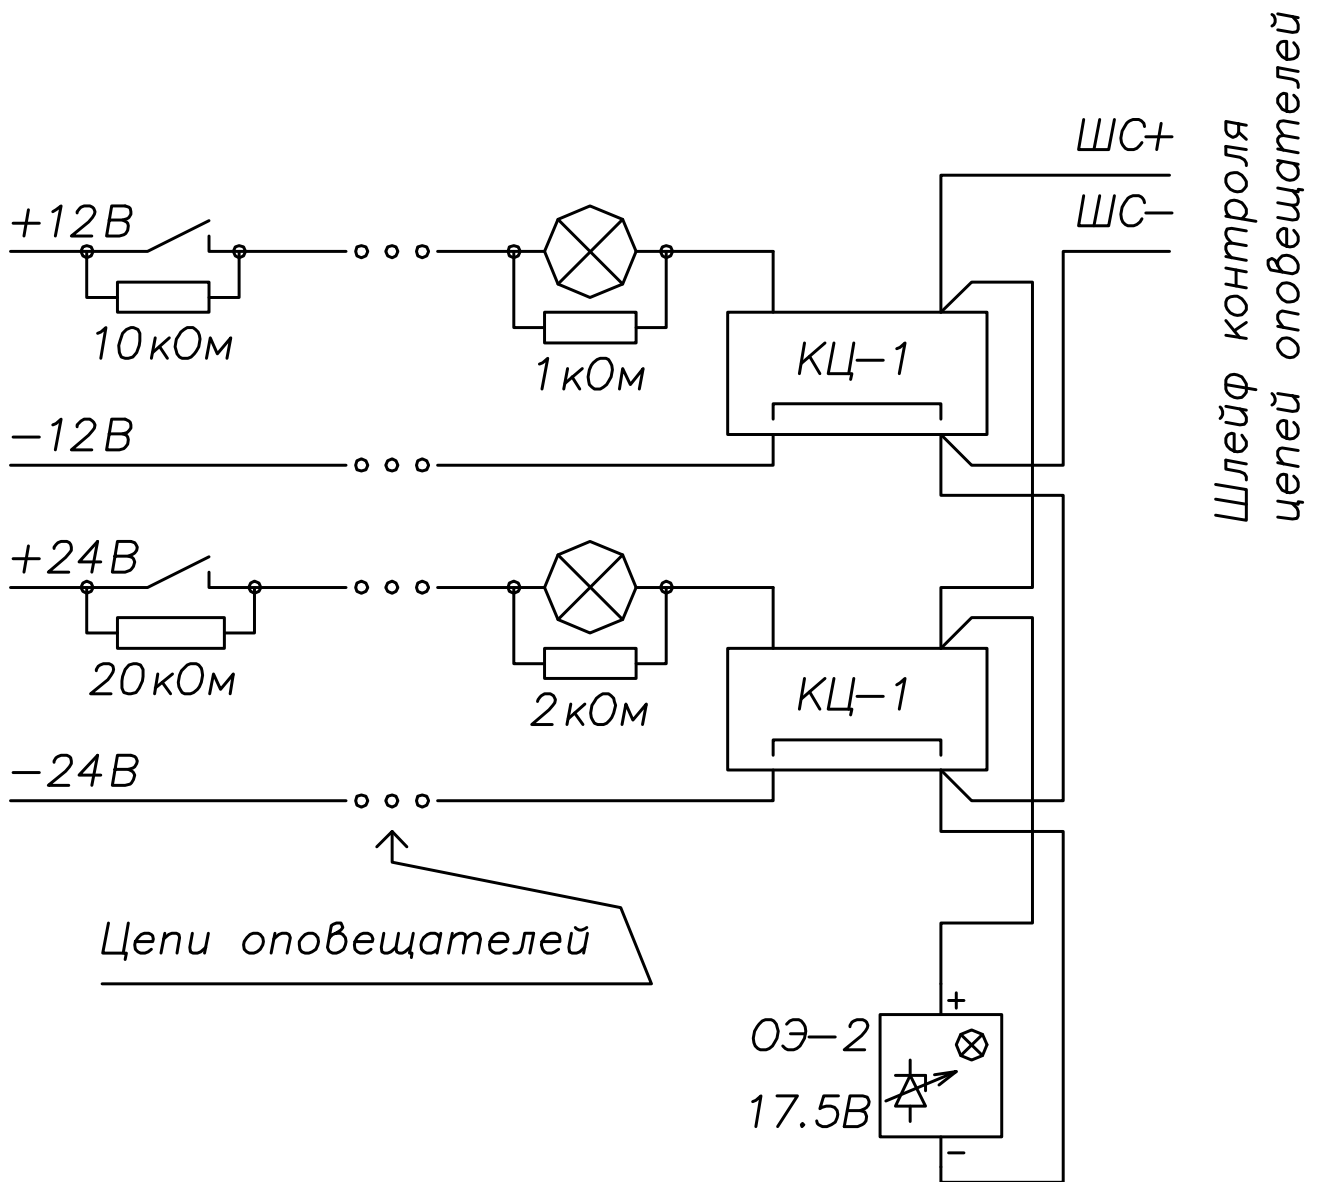 ШС+
ШС-
+12В
10кОм
1кОм
КЦ-1
-12В
+24В
20кОм
2кОм
КЦ-1
-24В
Цепи оповещателей
+
ОЭ-2
17.5В
-
Шлейф контроля
цепей оповещателей